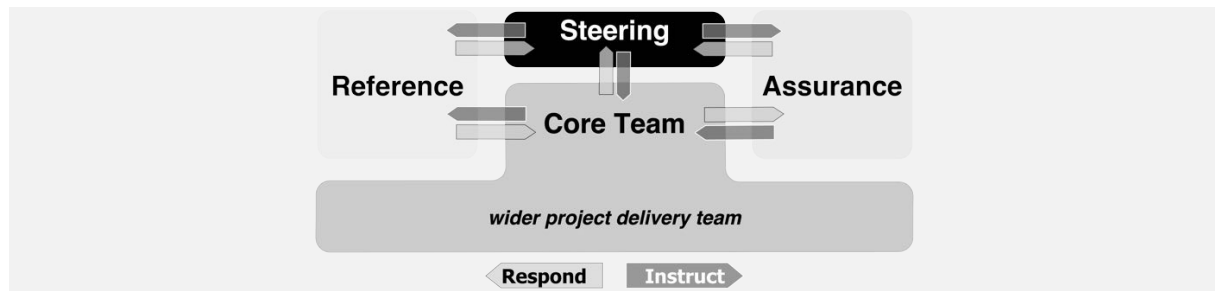 Steering
Reference
Assurance
Core Team
wider project delivery team
Respond
Instruct